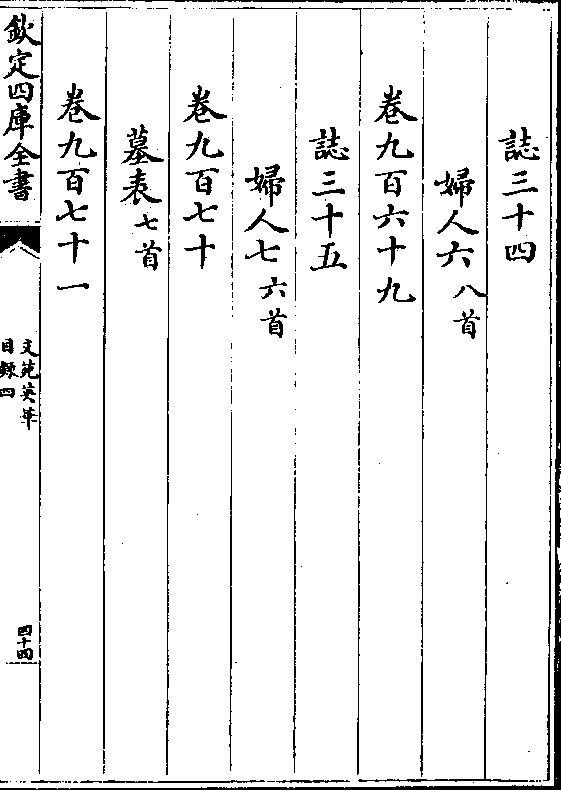 誌三十四
婦人六八首
卷九百六十九
誌三十五
婦人七六首
卷九百七十
墓表七首
卷九百七十一
欽定四庫全書
文苑英華
目錄四
四十四